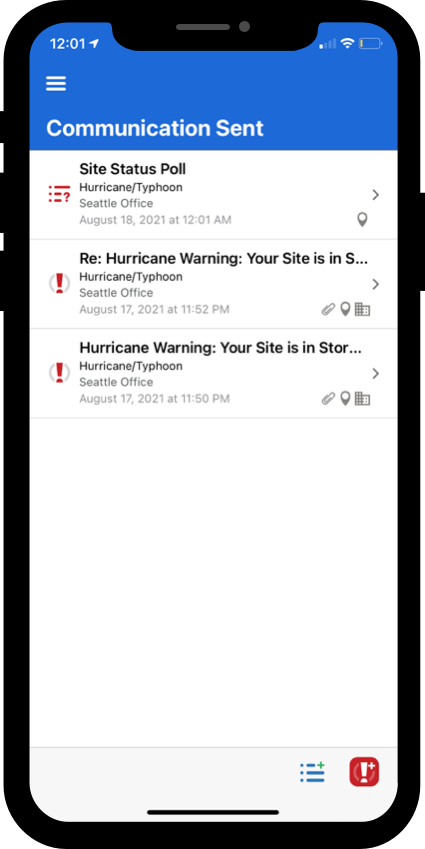 12:01
Communication Sent
Site Status Poll
Hurricane/Typhoon
Seattle Office
August 18, 2021 at 12:01 AM
Re: Hurricane Warning: Your Site is in S...
Hurricane/Typhoon
Seattle Office
August 17, 2021 at 11:52 PM
Hurricane Warning: Your Site is in Stor...
Hurricane/Typhoon
Seattle Office
August 17, 2021 at 11:50 PM